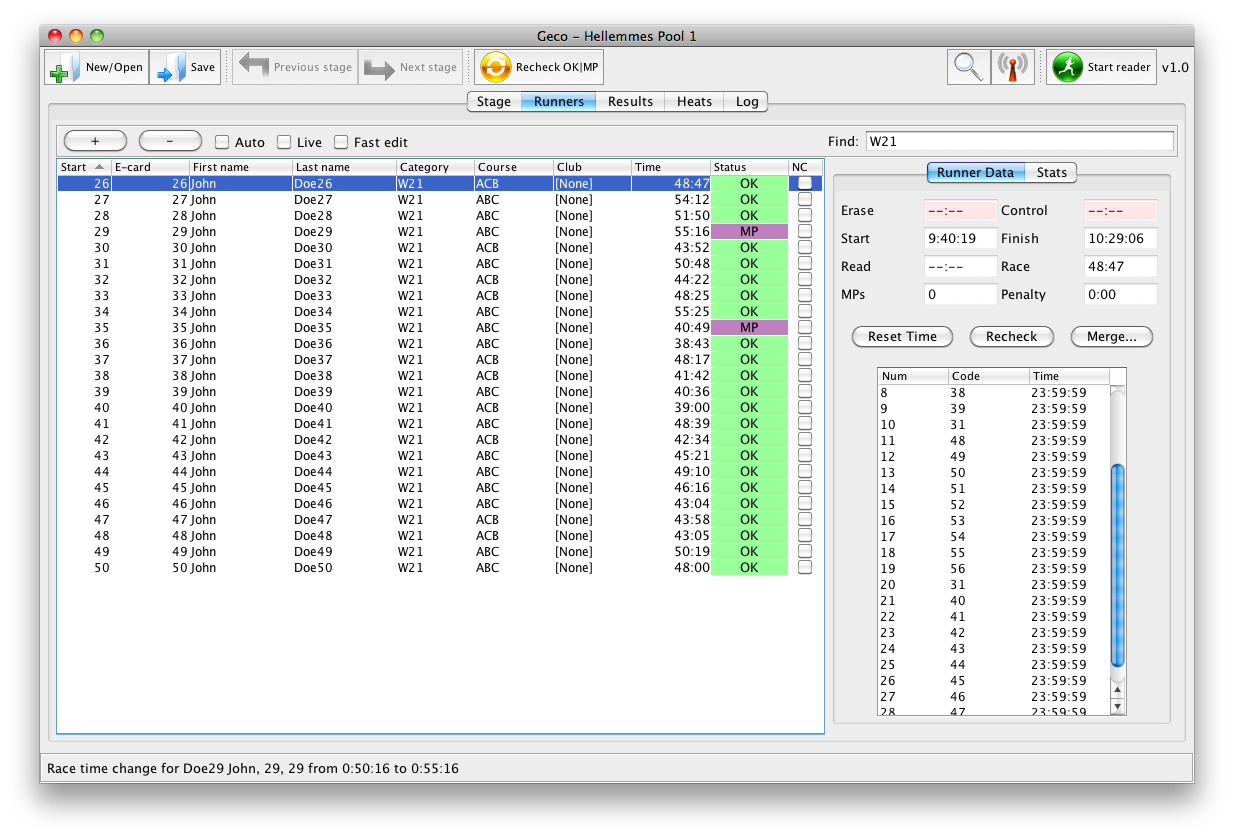 Geco – Hellemmes Pool 1
New/Open Save Previous stage Next stage Recheck OK|MP Start reader v1.0
Stage Runners Results Heats Log
+ – Auto Live Fast edit Find: W21
Start E-card First name Last name Category Course Club Time Status NC
26 26 John Doe26 W21 ACB [None] 48:47 OK
27 27 John Doe27 W21 ABC [None] 54:12 OK
28 28 John Doe28 W21 ABC [None] 51:50 OK
29 29 John Doe29 W21 ABC [None] 55:16 MP
30 30 John Doe30 W21 ACB [None] 43:52 OK
31 31 John Doe31 W21 ABC [None] 50:48 OK
32 32 John Doe32 W21 ACB [None] 44:22 OK
33 33 John Doe33 W21 ACB [None] 48:25 OK
34 34 John Doe34 W21 ABC [None] 55:25 OK
35 35 John Doe35 W21 ABC [None] 40:49 MP
36 36 John Doe36 W21 ABC [None] 38:43 OK
37 37 John Doe37 W21 ABC [None] 48:17 OK
38 38 John Doe38 W21 ACB [None] 41:42 OK
39 39 John Doe39 W21 ABC [None] 40:36 OK
40 40 John Doe40 W21 ACB [None] 39:00 OK
41 41 John Doe41 W21 ABC [None] 48:39 OK
42 42 John Doe42 W21 ACB [None] 42:34 OK
43 43 John Doe43 W21 ABC [None] 45:21 OK
44 44 John Doe44 W21 ABC [None] 49:10 OK
45 45 John Doe45 W21 ABC [None] 46:16 OK
46 46 John Doe46 W21 ABC [None] 43:04 OK
47 47 John Doe47 W21 ACB [None] 43:58 OK
48 48 John Doe48 W21 ACB [None] 43:05 OK
49 49 John Doe49 W21 ABC [None] 50:19 OK
50 50 John Doe50 W21 ABC [None] 48:00 OK
Runner Data Stats
Erase --:-- Control --:--
Start 9:40:19 Finish 10:29:06
Read --:-- Race 48:47
MPs 0 Penalty 0:00
Reset Time Recheck Merge...
Num Code Time
8 38 23:59:59
9 39 23:59:59
10 31 23:59:59
11 48 23:59:59
12 49 23:59:59
13 50 23:59:59
14 51 23:59:59
15 52 23:59:59
16 53 23:59:59
17 54 23:59:59
18 55 23:59:59
19 56 23:59:59
20 31 23:59:59
21 40 23:59:59
22 41 23:59:59
23 42 23:59:59
24 43 23:59:59
25 44 23:59:59
26 45 23:59:59
27 46 23:59:59
28 47 23:59:59
Race time change for Doe29 John, 29, 29 from 0:50:16 to 0:55:16